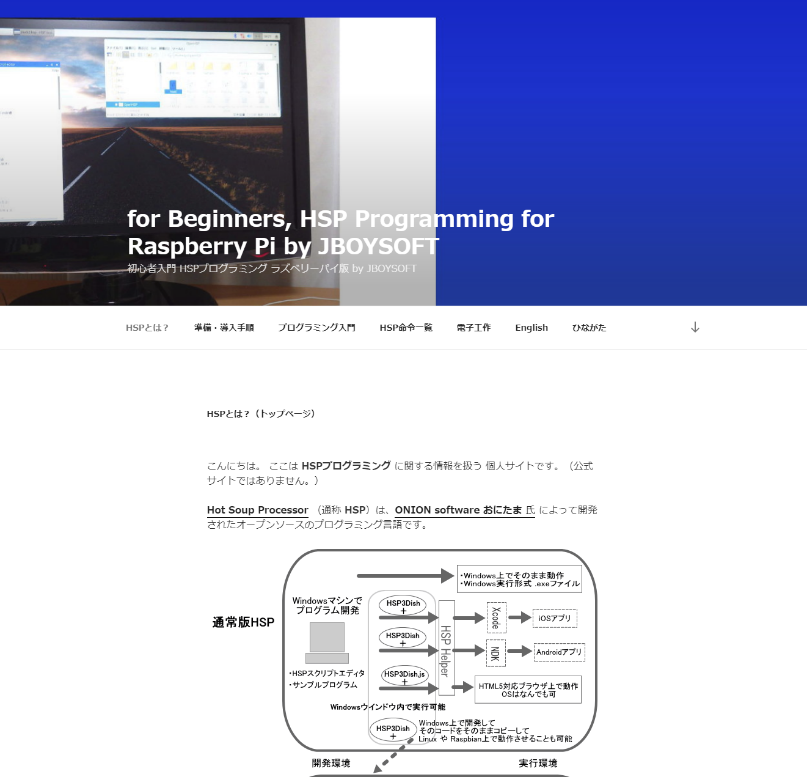 for Beginners, HSP Programming for
Raspberry Pi by JBOYSOFT
初心者入門 HSPプログラミング ラズベリーパイ版 by JBOYSOFT
HSPとは？
準備・導入手順
プログラミング入門
HSP命令一覧
電子工作
English
ひながた
HSPとは？（トップページ）
こんにちは。 ここは HSPプログラミング に関する情報を扱う 個人サイトです。（公式
サイトではありません。）
Hot Soup Processor （通称 HSP）は、ONION software おにたま 氏 によって開発
されたオープンソースのプログラミング言語です。
通常版HSP
Windowsマシンで
プログラム開発
・HSPスクリプトエディタ
・サンプルプログラム
・Windows上でそのまま動作
・Windows実行形式 .exeファイル
HSP3Dish
+
HSP3Dish
+
HSP3Dish.js
+
HSP Helper
Xcode
iOSアプリ
NDK
Androidアプリ
HTML5対応ブラウザ上で動作
OSはなんでも可
Windowsウインドウ内で実行可能
HSP3Dish
+
Windows上で開発して
そのコードをそのままコピーして
Linux や Raspbian上で動作させることも可能
開発環境
実行環境